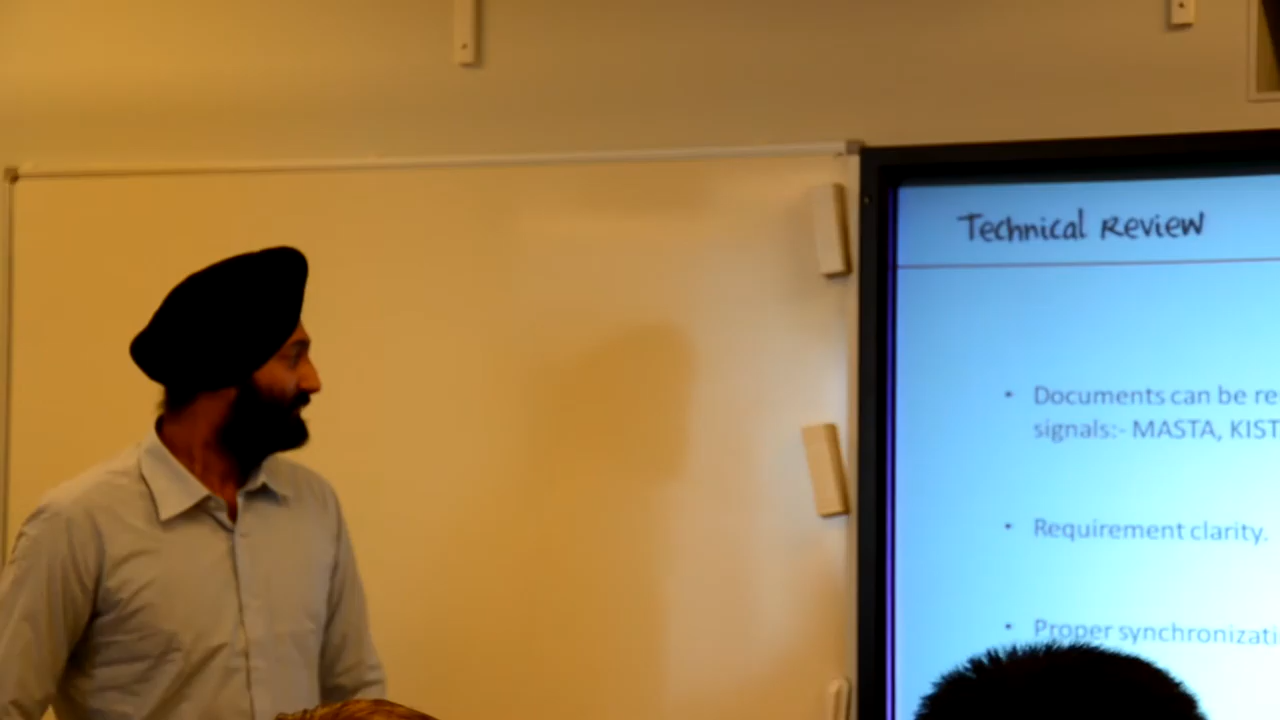 Technical Review
• Documents can be re
signals:- MASTA, KIST
• Requirement clarity.
• Proper synchronizati